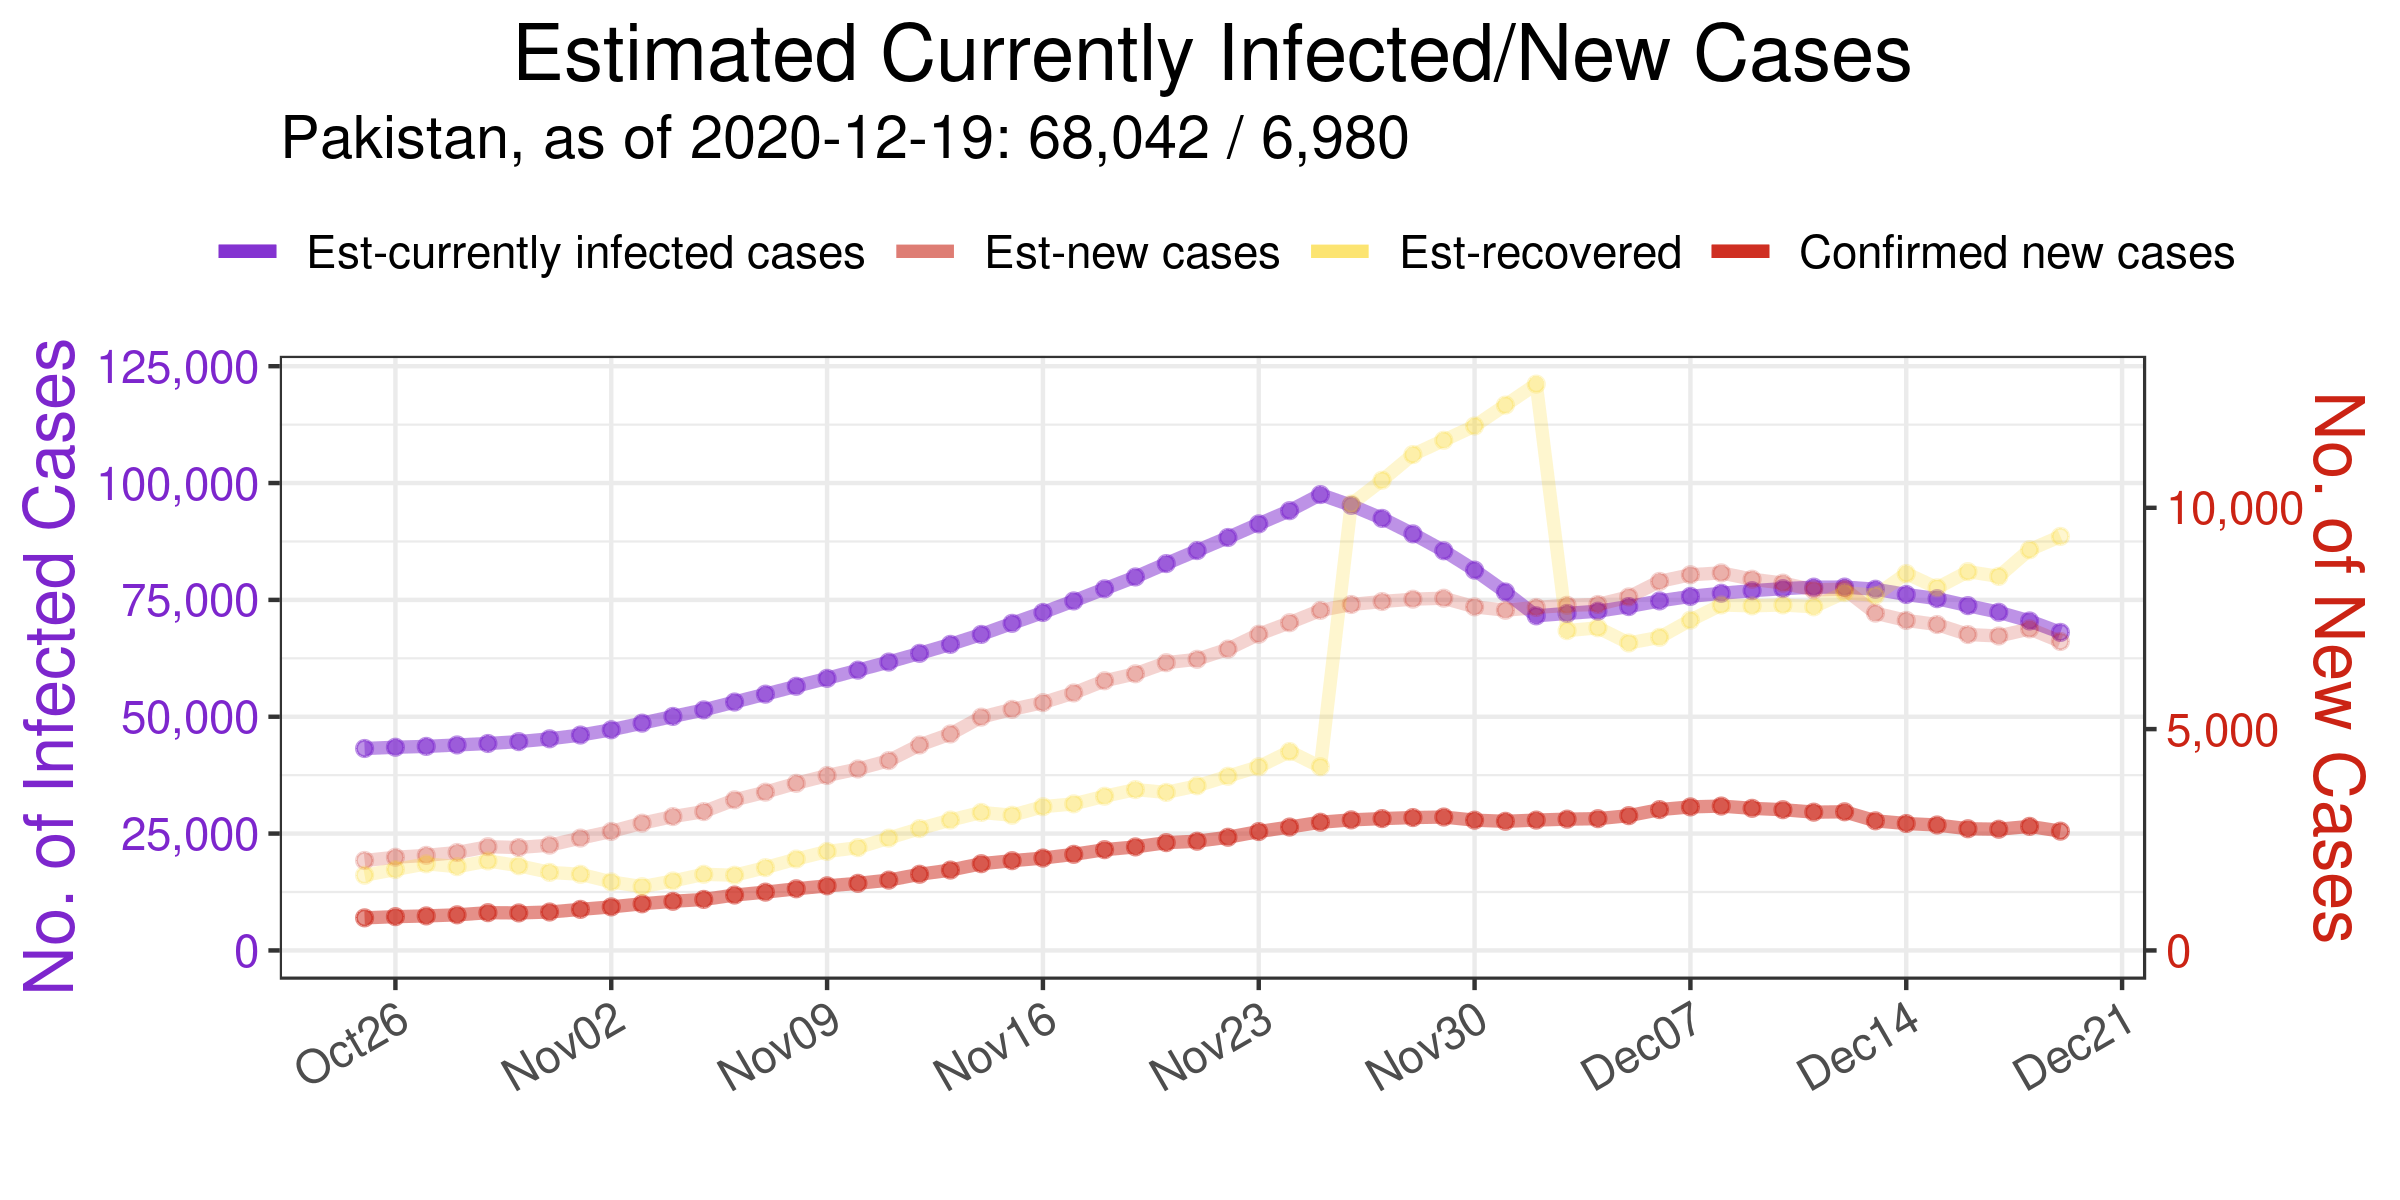 Estimated Currently Infected/New Cases
Pakistan, as of 2020-12-19: 68,042 / 6,980
Est-currently infected cases Est-new cases Est-recovered Confirmed new cases
No. of Infected Cases
125,000
100,000
75,000
50,000
25,000
0
10,000
5,000
0
No. of New Cases
Oct26 Nov02 Nov09 Nov16 Nov23 Nov30 Dec07 Dec14 Dec21